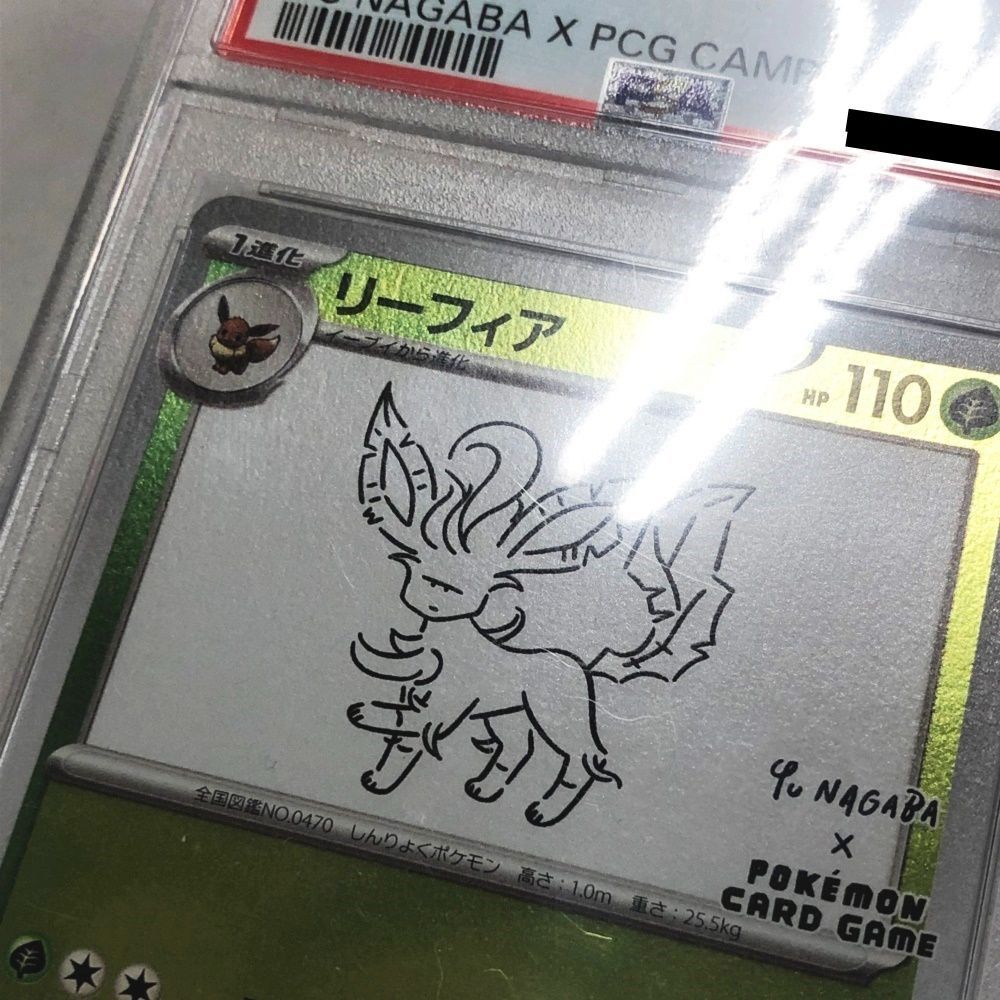 NAGABA X PCG CAMP
PSA
1進化
リーフィア
イーブイから進化
HP 110
Yu NAGABA
X
POKÉMON
CARD GAME
全国図鑑NO.0470 しんりょくポケモン 高さ:1.0m 重さ:25.5kg